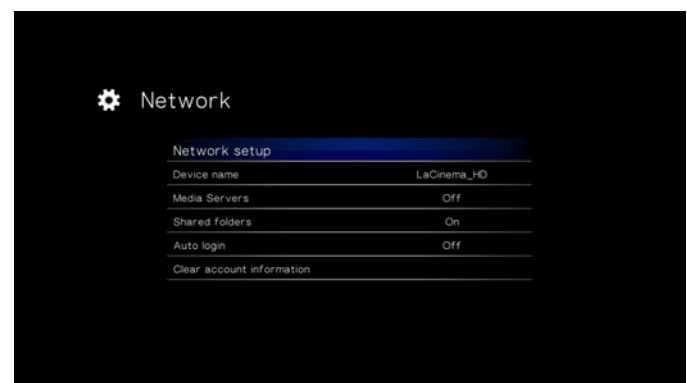 Network
Network setup
Device name LaCinema_HD
Media Servers Off
Shared folders On
Auto login Off
Clear account information